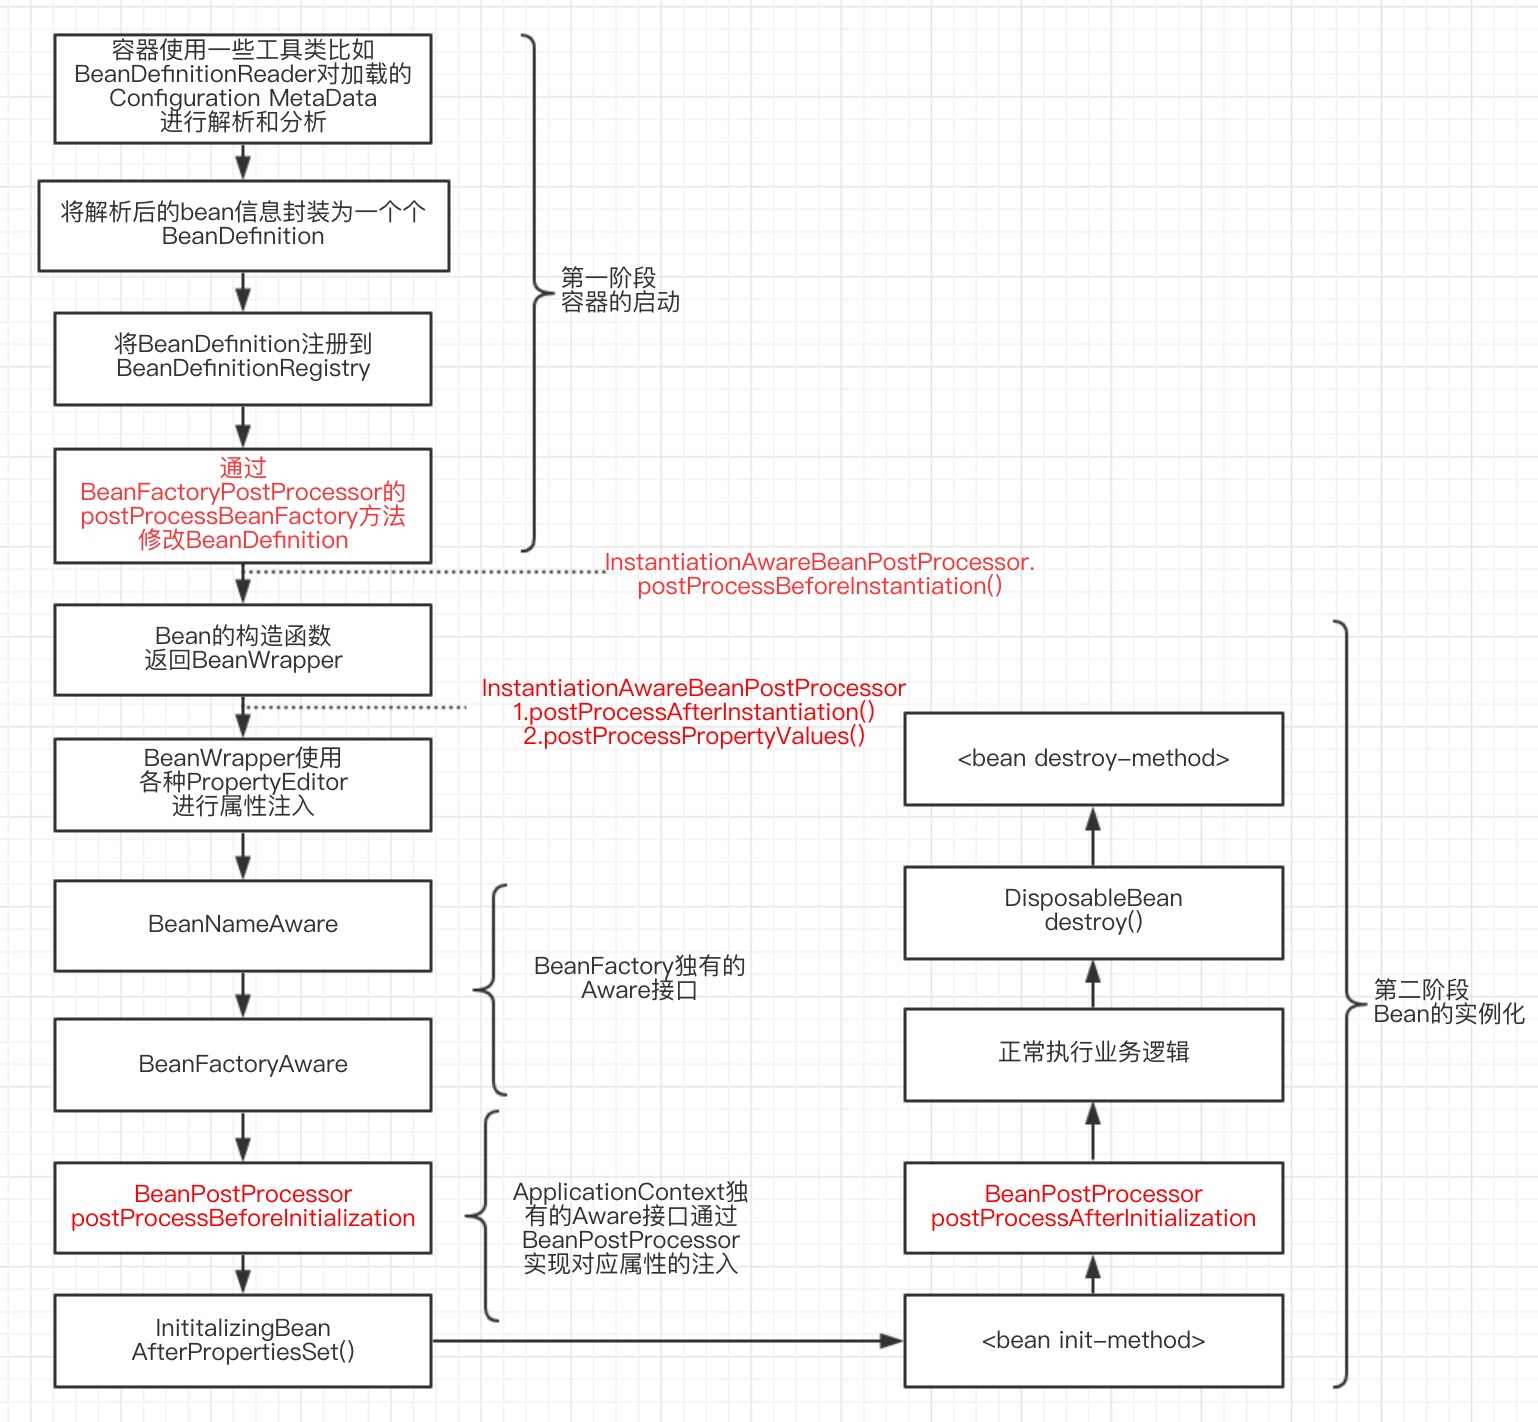 容器使用一些工具类比如
BeanDefinitionReader对加载的
Configuration MetaData
进行解析和分析
将解析后的bean信息封装为一个个
BeanDefinition
将BeanDefinition注册到
BeanDefinitionRegistry
通过
BeanFactoryPostProcessor的
postProcessBeanFactory方法
修改BeanDefinition
第一阶段
容器的启动
InstantiationAwareBeanPostProcessor.
postProcessBeforeInstantiation()
Bean的构造函数
返回BeanWrapper
InstantiationAwareBeanPostProcessor
1.postProcessAfterInstantiation()
2.postProcessPropertyValues()
BeanWrapper使用
各种PropertyEditor
进行属性注入
BeanNameAware
BeanFactoryAware
BeanFactory独有的
Aware接口
BeanPostProcessor
postProcessBeforeInitialization
ApplicationContext独
有的Aware接口通过
BeanPostProcessor
实现对应属性的注入
InititalizingBean
AfterPropertiesSet()
<bean init-method>
BeanPostProcessor
postProcessAfterInitialization
正常执行业务逻辑
DisposableBean
destroy()
<bean destroy-method>
第二阶段
Bean的实例化